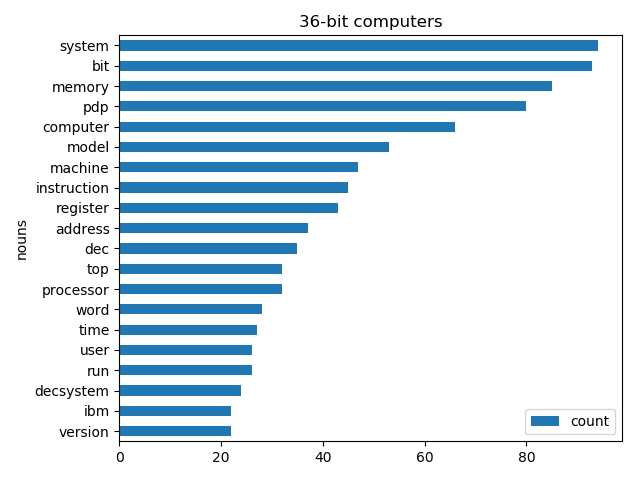 36-bit computers
nouns
system
bit
memory
pdp
computer
model
machine
instruction
register
address
dec
top
processor
word
time
user
run
decsystem
ibm
version
count
0 20 40 60 80